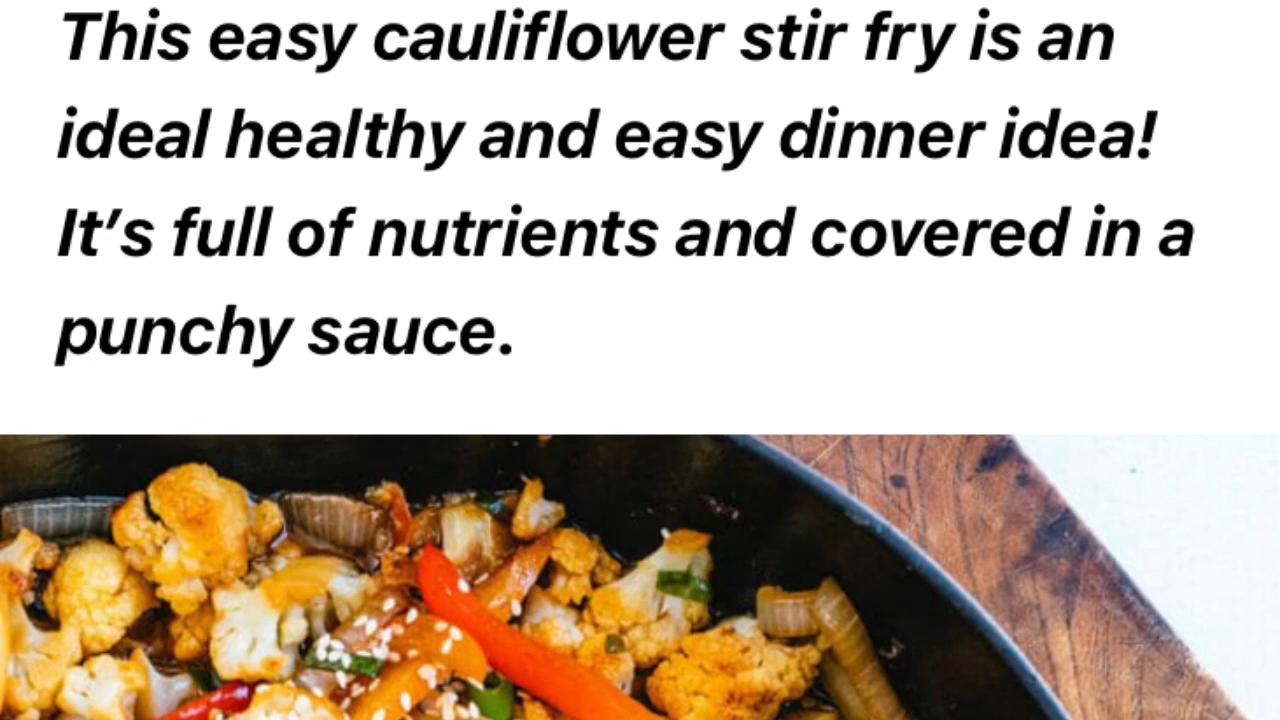 This easy cauliflower stir fry is an
ideal healthy and easy dinner idea!
It’s full of nutrients and covered in a
punchy sauce.